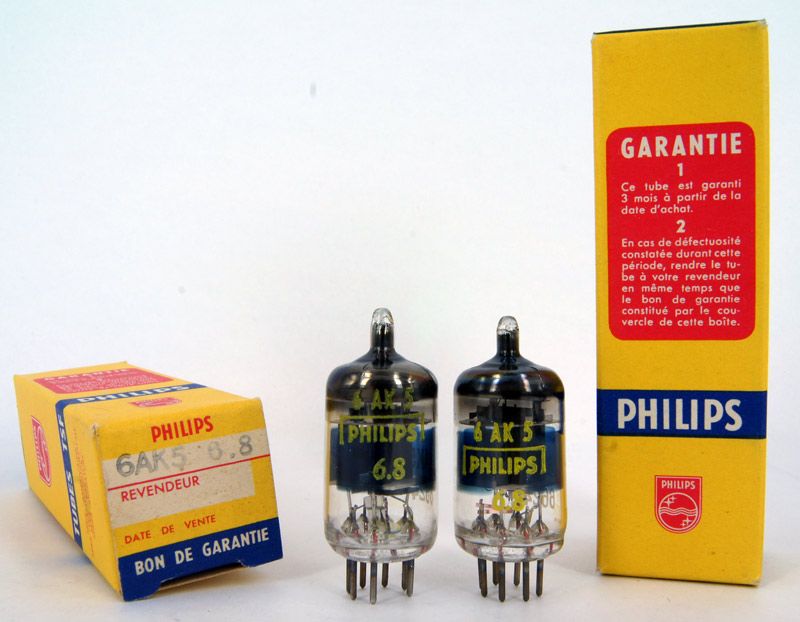 GARANTIE
PHILIPS
TUBES TSF
PHILIPS
6AK5 6.8
REVENDEUR
DATE DE VENTE
BON DE GARANTIE
6 AK 5
PHILIPS
6.8
6 AK 5
PHILIPS
6.8
GARANTIE
1
Ce tube est garanti
3 mois à partir de la
date d'achat.
2
En cas de défectuosité
constatée durant cette
période, rendre le tu-
be à votre revendeur
en même temps que
le bon de garantie
constitué par le cou-
vercle de cette boîte.
PHILIPS
PHILIPS